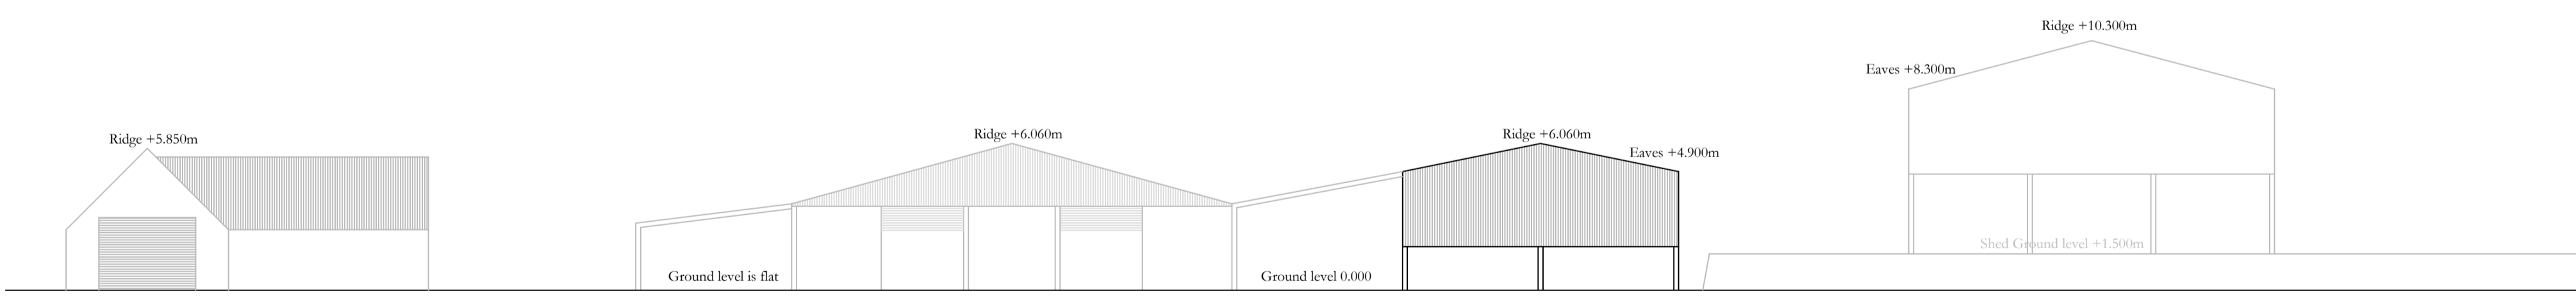 Ridge +10.300m
Eaves +8.300m
Ridge +5.850m
Ridge +6.060m
Ridge +6.060m
Eaves +4.900m
Shed Ground level +1.500m
Ground level is flat
Ground level 0.000